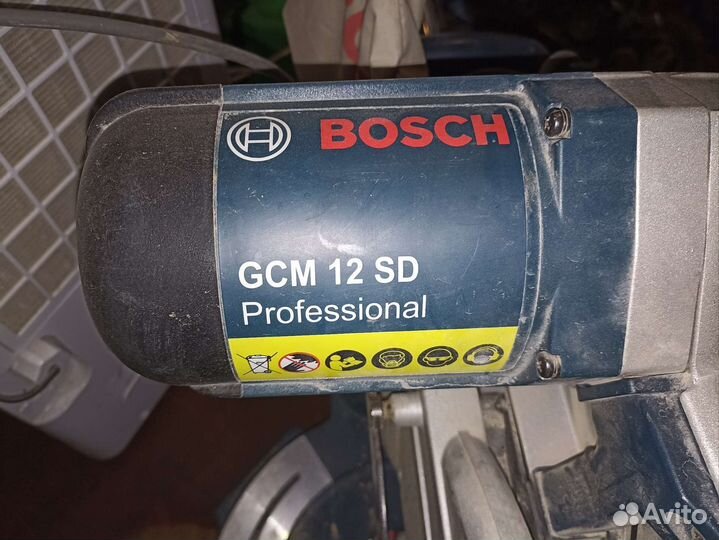 BOSCH
GCM 12 SD
Professional
Avito